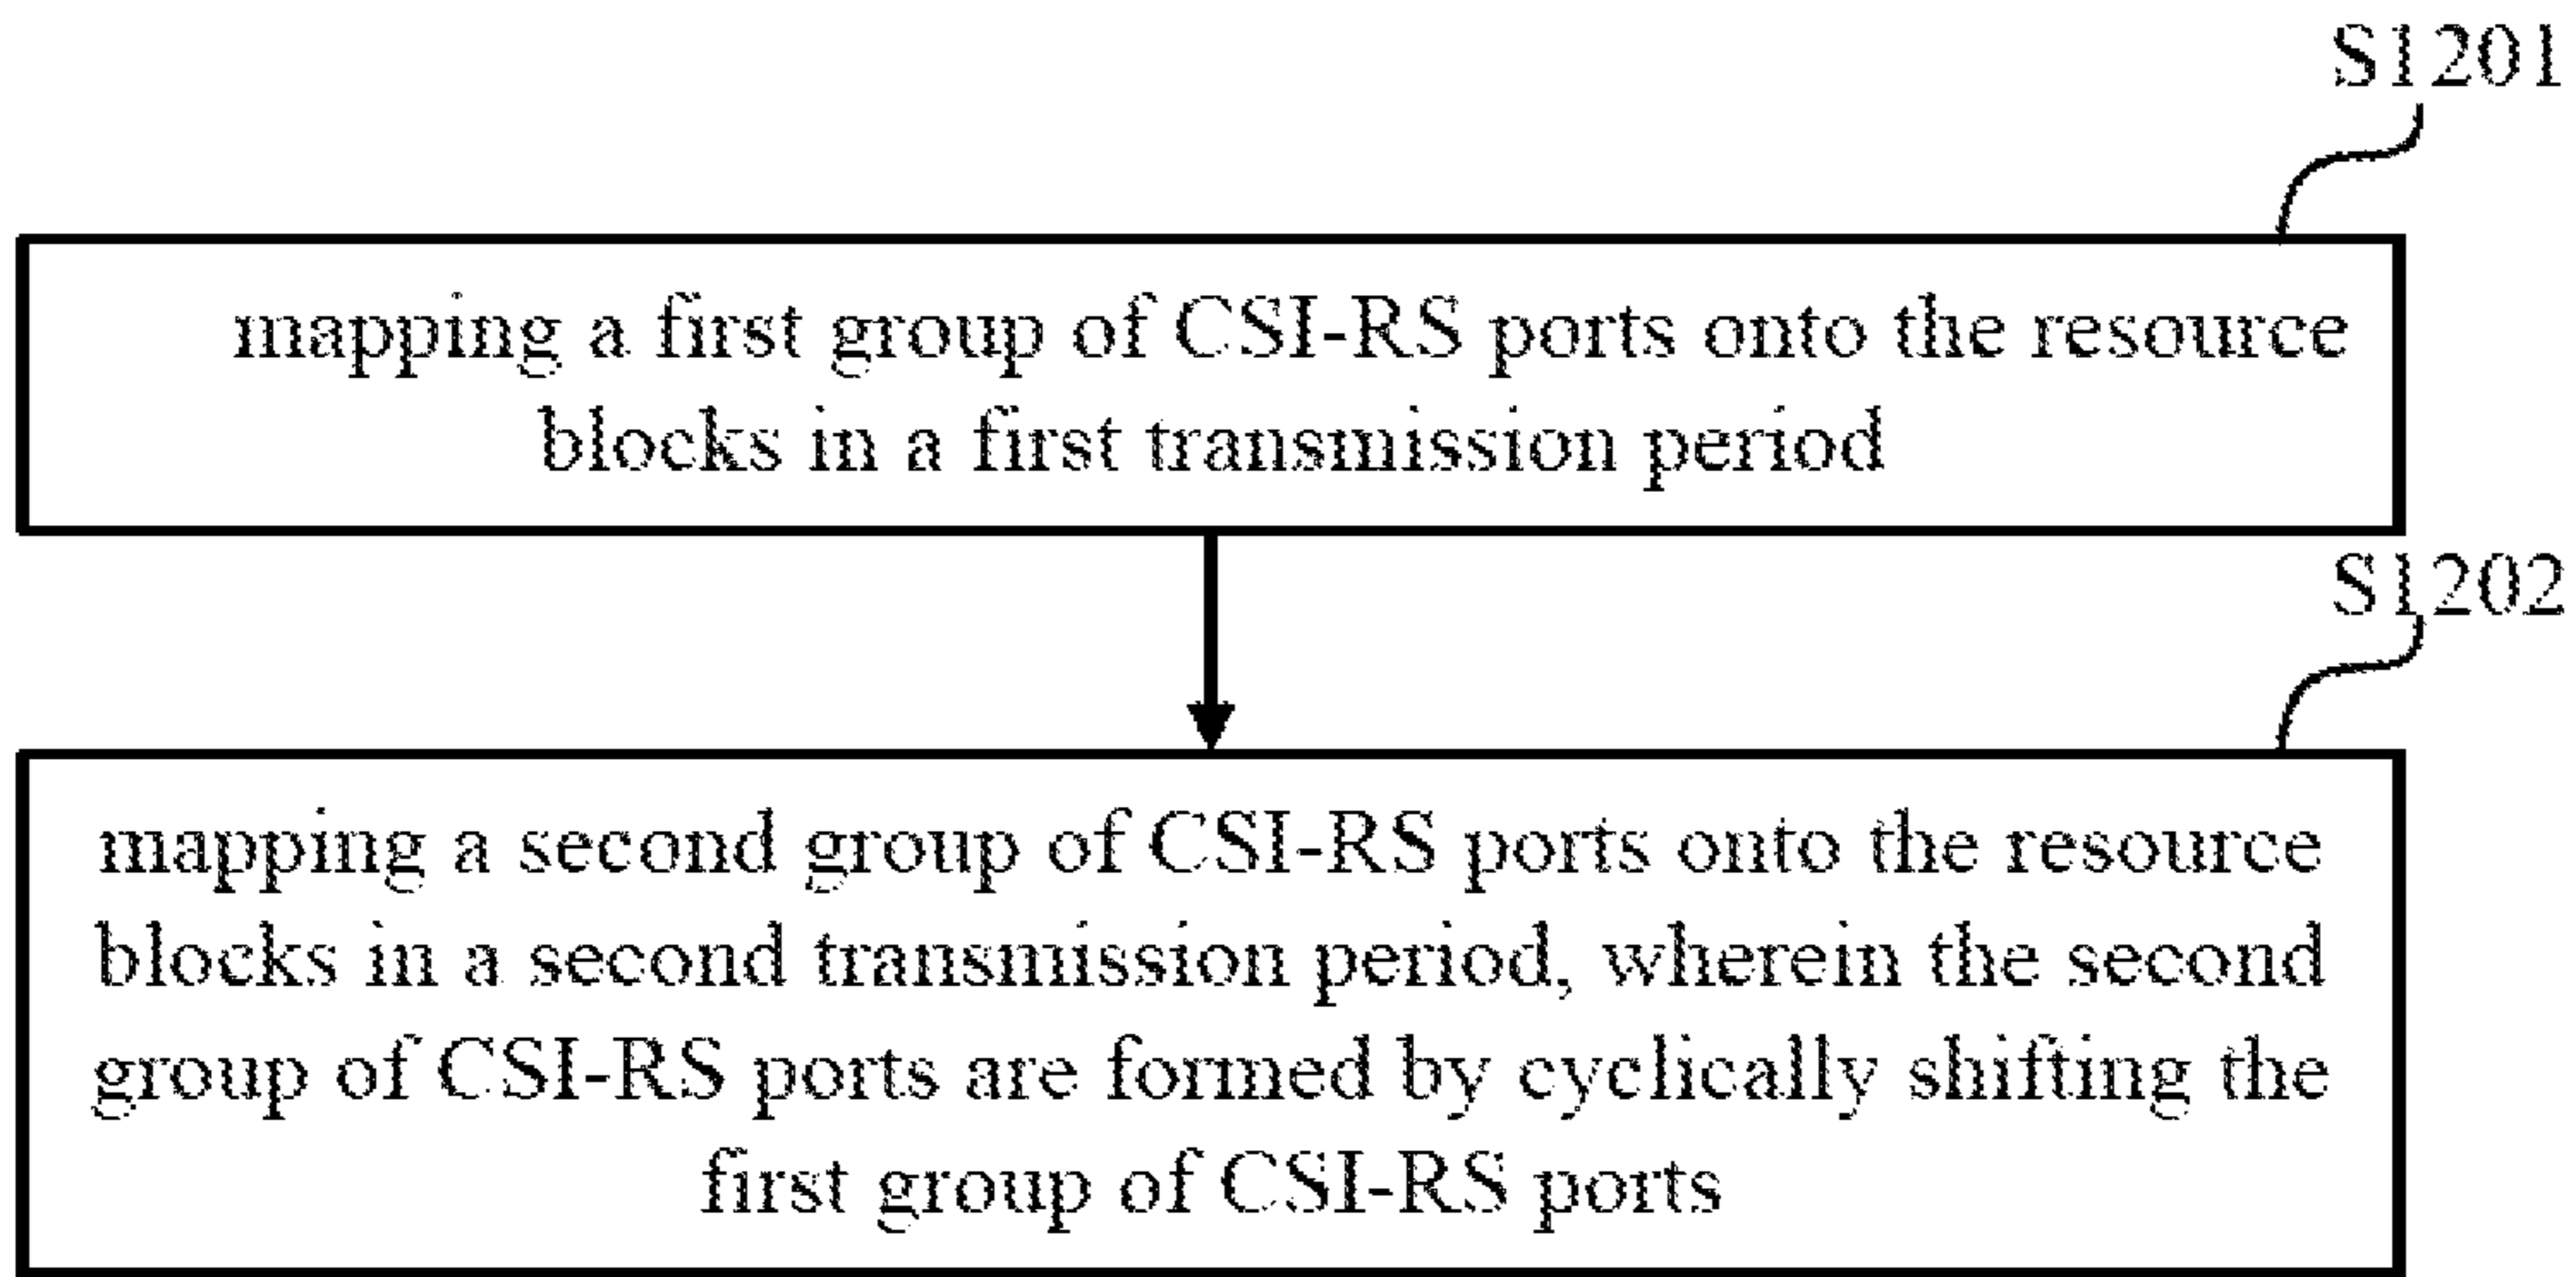 S1201
mapping a first group of CSI-RS ports onto the resource
blocks in a first transmission period
S1202
mapping a second group of CSI-RS ports onto the resource
blocks in a second transmission period, wherein the second
group of CSI-RS ports are formed by cyclically shifting the
first group of CSI-RS ports